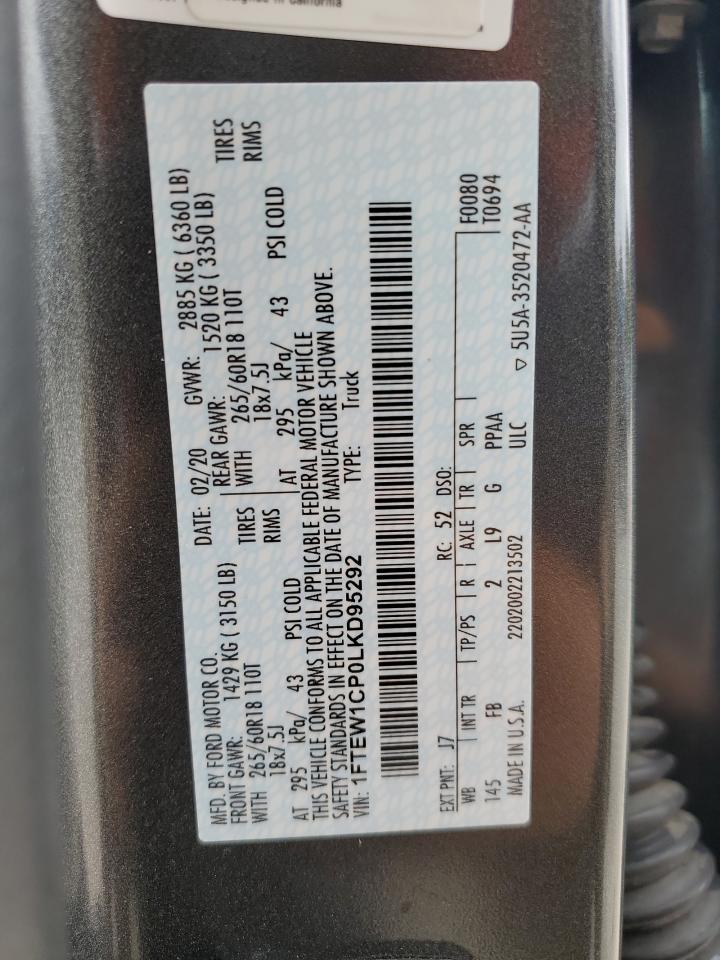 Designed in California
MFD. BY FORD MOTOR CO.
DATE: 02/20 GVWR: 2885 KG ( 6360 LB)
FRONT GAWR: 1429 KG ( 3150 LB) REAR GAWR: 1520 KG ( 3350 LB)
WITH 265/60R18 110T TIRES WITH 265/60R18 110T TIRES
18x7.5J RIMS 18x7.5J RIMS
AT 295 kPa/ 43 PSI COLD AT 295 kPa/ 43 PSI COLD
THIS VEHICLE CONFORMS TO ALL APPLICABLE FEDERAL MOTOR VEHICLE
SAFETY STANDARDS IN EFFECT ON THE DATE OF MANUFACTURE SHOWN ABOVE.
VIN: 1FTEW1CP0LKD95292 TYPE: Truck
EXT PNT: J7 RC: 52 DSO: F0080
WB INT TR TP/PS R AXLE TR SPR T0694
145 FB 2 L9 G PPAA
MADE IN U.S.A. 2202002213502 ULC ▽ 5U5A-3520472-AA